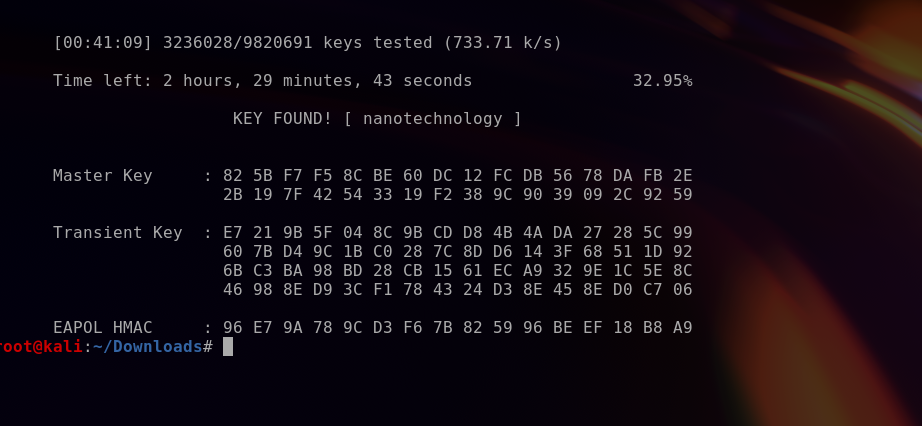 [00:41:09] 3236028/9820691 keys tested (733.71 k/s)
Time left: 2 hours, 29 minutes, 43 seconds 32.95%
KEY FOUND! [ nanotechnology ]
Master Key : 82 5B F7 F5 8C BE 60 DC 12 FC DB 56 78 DA FB 2E
2B 19 7F 42 54 33 19 F2 38 9C 90 39 09 2C 92 59
Transient Key : E7 21 9B 5F 04 8C 9B CD D8 4B 4A DA 27 28 5C 99
60 7B D4 9C 1B C0 28 7C 8D D6 14 3F 68 51 1D 92
6B C3 BA 98 BD 28 CB 15 61 EC A9 32 9E 1C 5E 8C
46 98 8E D9 3C F1 78 43 24 D3 8E 45 8E D0 C7 06
EAPOL HMAC : 96 E7 9A 78 9C D3 F6 7B 82 59 96 BE EF 18 B8 A9
root@kali:~/Downloads#